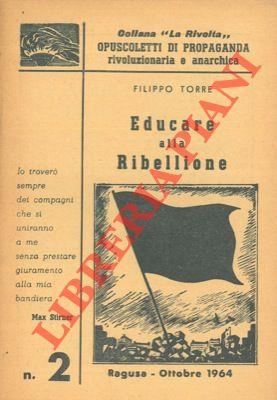 Collana "La Rivolta„
OPUSCOLETTI DI PROPAGANDA
rivoluzionaria e anarchica
FILIPPO TORRE
Educare
alla
Ribellione
Io troverò
sempre
dei compagni
che si
uniranno
a me
senza prestare
giuramento
alla mia
bandiera
Max Stirner
n. 2
Ragusa - Ottobre 1964
LIBRERIA PIANI